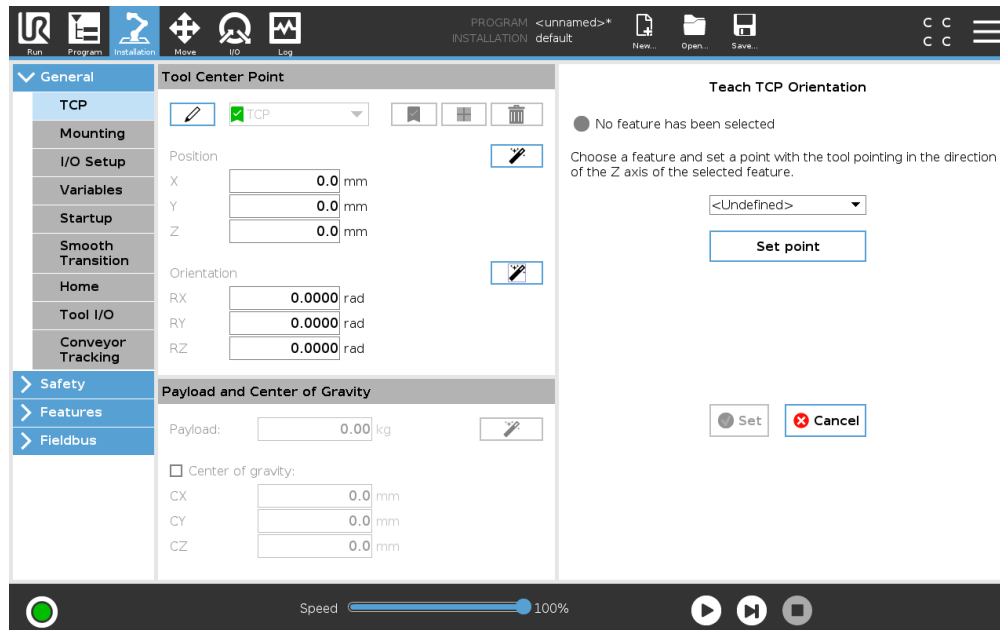 PROGRAM <unnamed>*
INSTALLATION default
UR
Run
Program
Installation
Move
I/O
Log
New...
Open...
Save...
C C
C C
General
TCP
Mounting
I/O Setup
Variables
Startup
Smooth
Transition
Home
Tool I/O
Conveyor
Tracking
Safety
Features
Fieldbus
Tool Center Point
TCP
Position
X 0.0 mm
Y 0.0 mm
Z 0.0 mm
Orientation
RX 0.0000 rad
RY 0.0000 rad
RZ 0.0000 rad
Payload and Center of Gravity
Payload: 0.00 kg
Center of gravity:
CX 0.0 mm
CY 0.0 mm
CZ 0.0 mm
Teach TCP Orientation
No feature has been selected
Choose a feature and set a point with the tool pointing in the direction
of the Z axis of the selected feature.
<Undefined>
Set point
Set
Cancel
Speed 100%